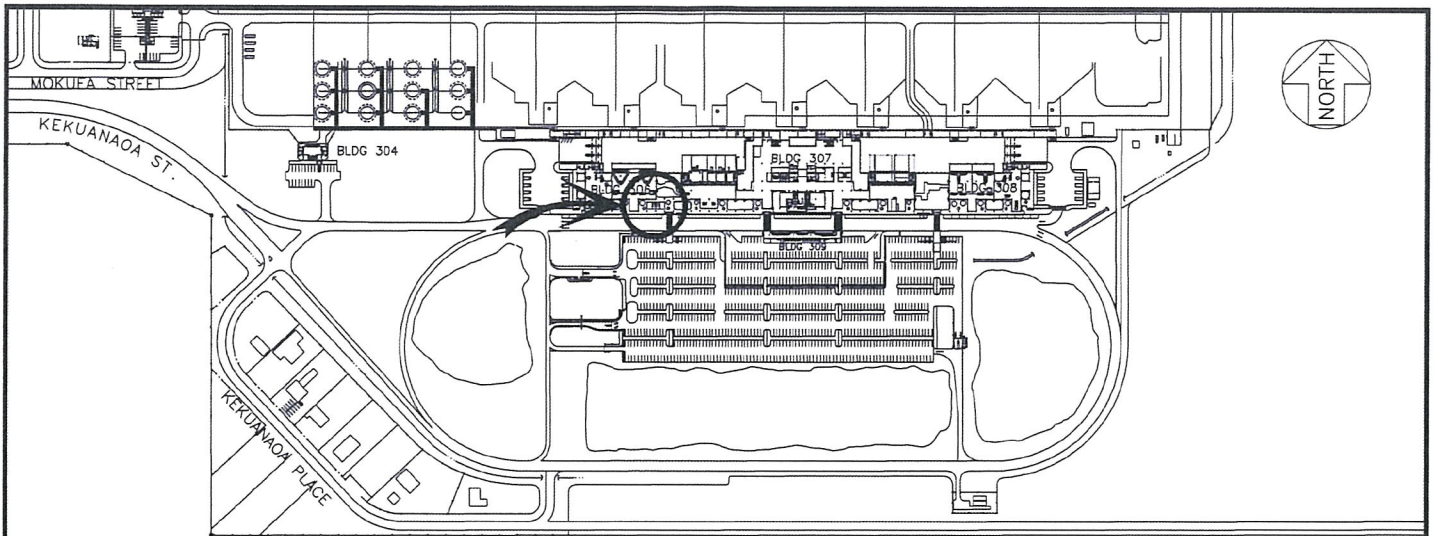 MOKUEA STREET
KEKUANAOA ST.
BLDG 304
BLDG 307
BLDG 306
BLDG 308
BLDG 309
KEKUANAOA PLACE
NORTH